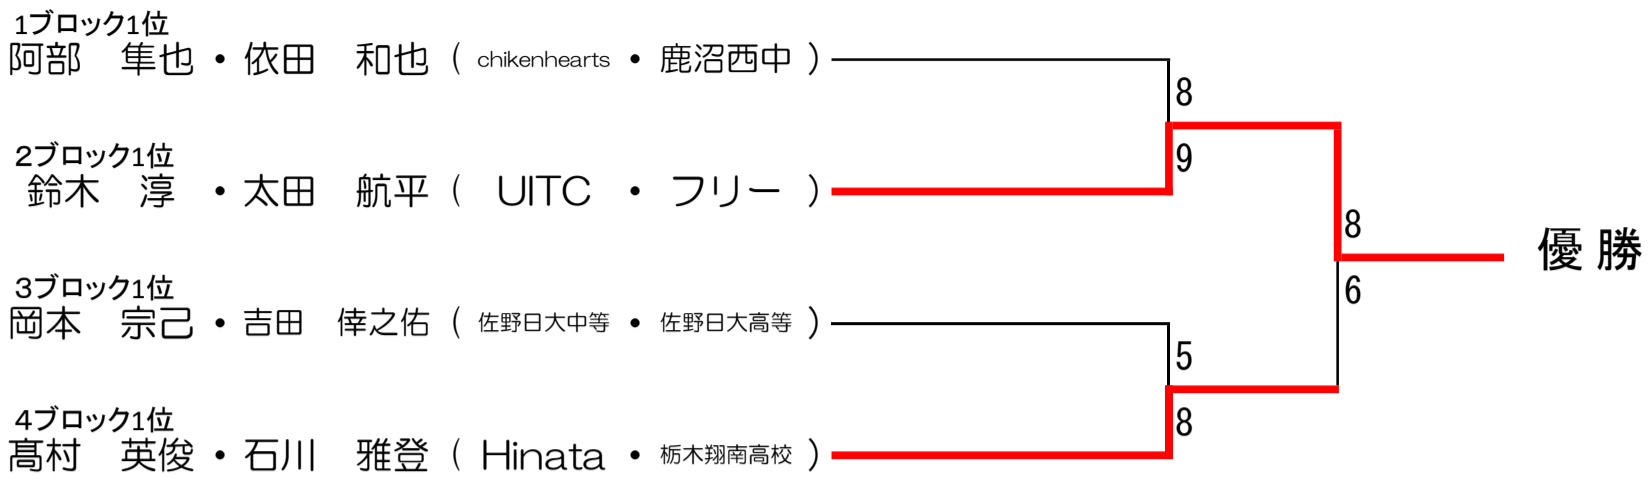 1ブロック1位
阿部 隼也・依田 和也(chikenhearts・鹿沼西中)
8
2ブロック1位
9
鈴木 淳・太田 航平(UITC・フリー)
8
優勝
3ブロック1位
6
岡本 宗己・吉田 倖之佑(佐野日大中等・佐野日大高等)
5
4ブロック1位
8
髙村 英俊・石川 雅登(Hinata・栃木翔南高校)